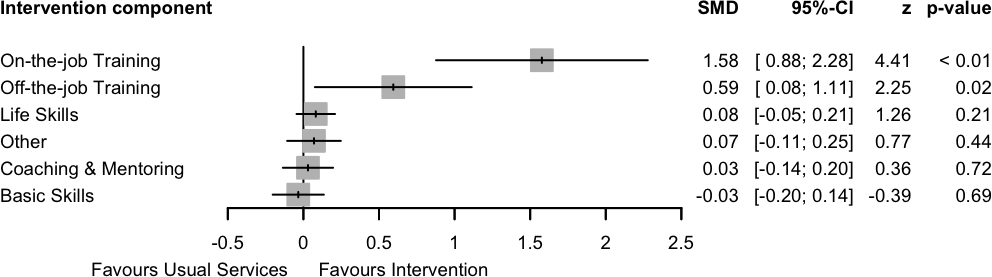 Intervention component SMD 95%-CI z p-value
On-the-job Training 1.58 [ 0.88; 2.28] 4.41 < 0.01
Off-the-job Training 0.59 [ 0.08; 1.11] 2.25 0.02
Life Skills 0.08 [-0.05; 0.21] 1.26 0.21
Other 0.07 [-0.11; 0.25] 0.77 0.44
Coaching & Mentoring 0.03 [-0.14; 0.20] 0.36 0.72
Basic Skills -0.03 [-0.20; 0.14] -0.39 0.69
-0.5 0 0.5 1 1.5 2 2.5
Favours Usual Services Favours Intervention